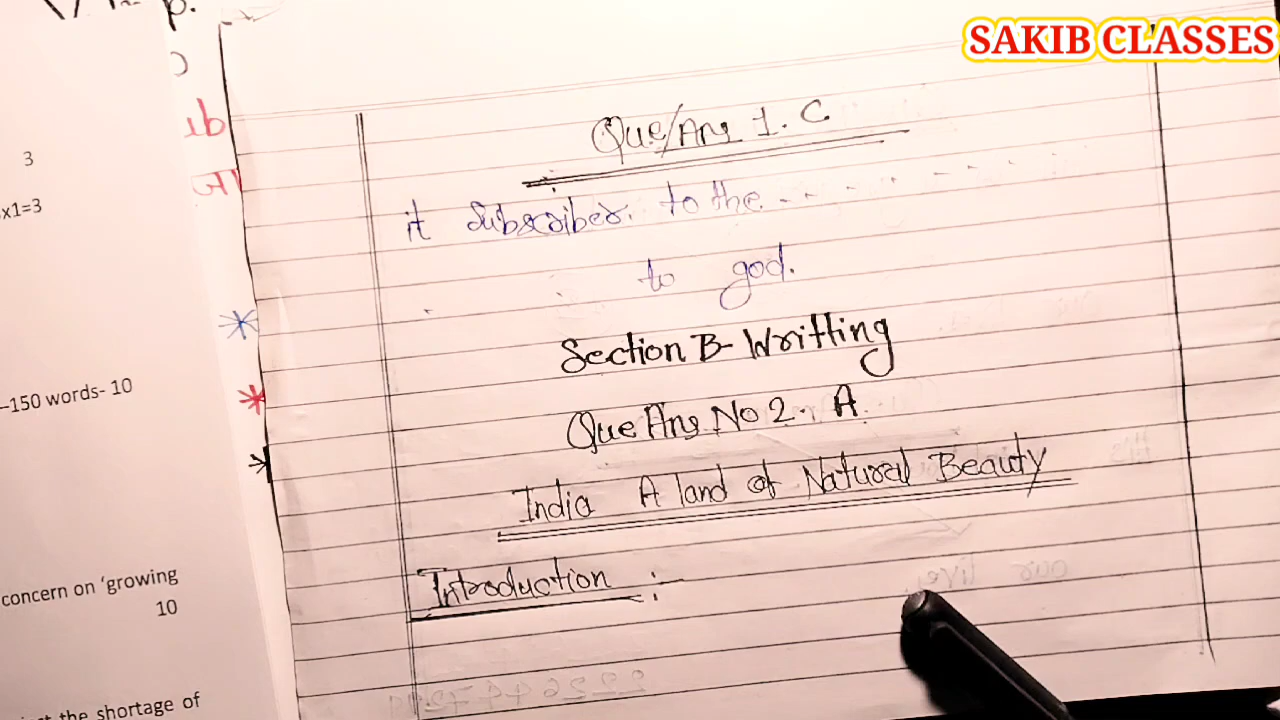 SAKIB CLASSES
p.
3
x1=3
–150 words- 10
concern on ‘growing
10
the shortage of
Que/Ans 1. C
it subscriber. to the
to god.
Section B- Writting
Que Ans No 2. A
India A land of Natural Beauty
Introduction :-